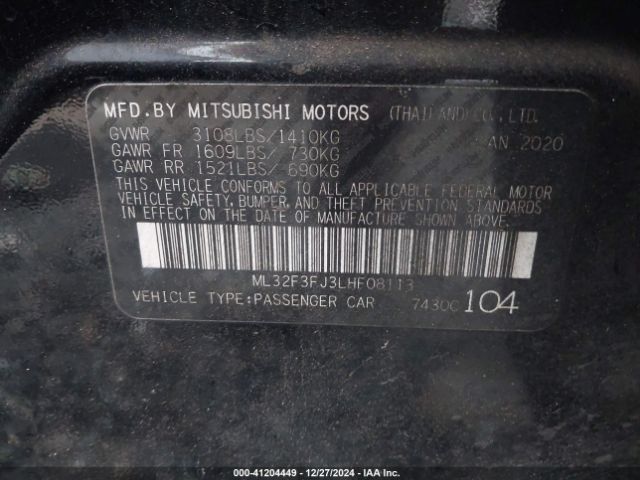 MFD. BY MITSUBISHI MOTORS (THAILAND) CO., LTD.
GVWR 3108LBS/1410KG AN 2020
GAWR FR 1609LBS/ 730KG
GAWR RR 1521LBS/ 690KG
THIS VEHICLE CONFORMS TO ALL APPLICABLE FEDERAL MOTOR
VEHICLE SAFETY, BUMPER, AND THEFT PREVENTION STANDARDS
IN EFFECT ON THE DATE OF MANUFACTURE SHOWN ABOVE.
ML32F3FJ3LHF08113
VEHICLE TYPE:PASSENGER CAR 7430C 104
000-41204449 - 12/27/2024 - IAA Inc.